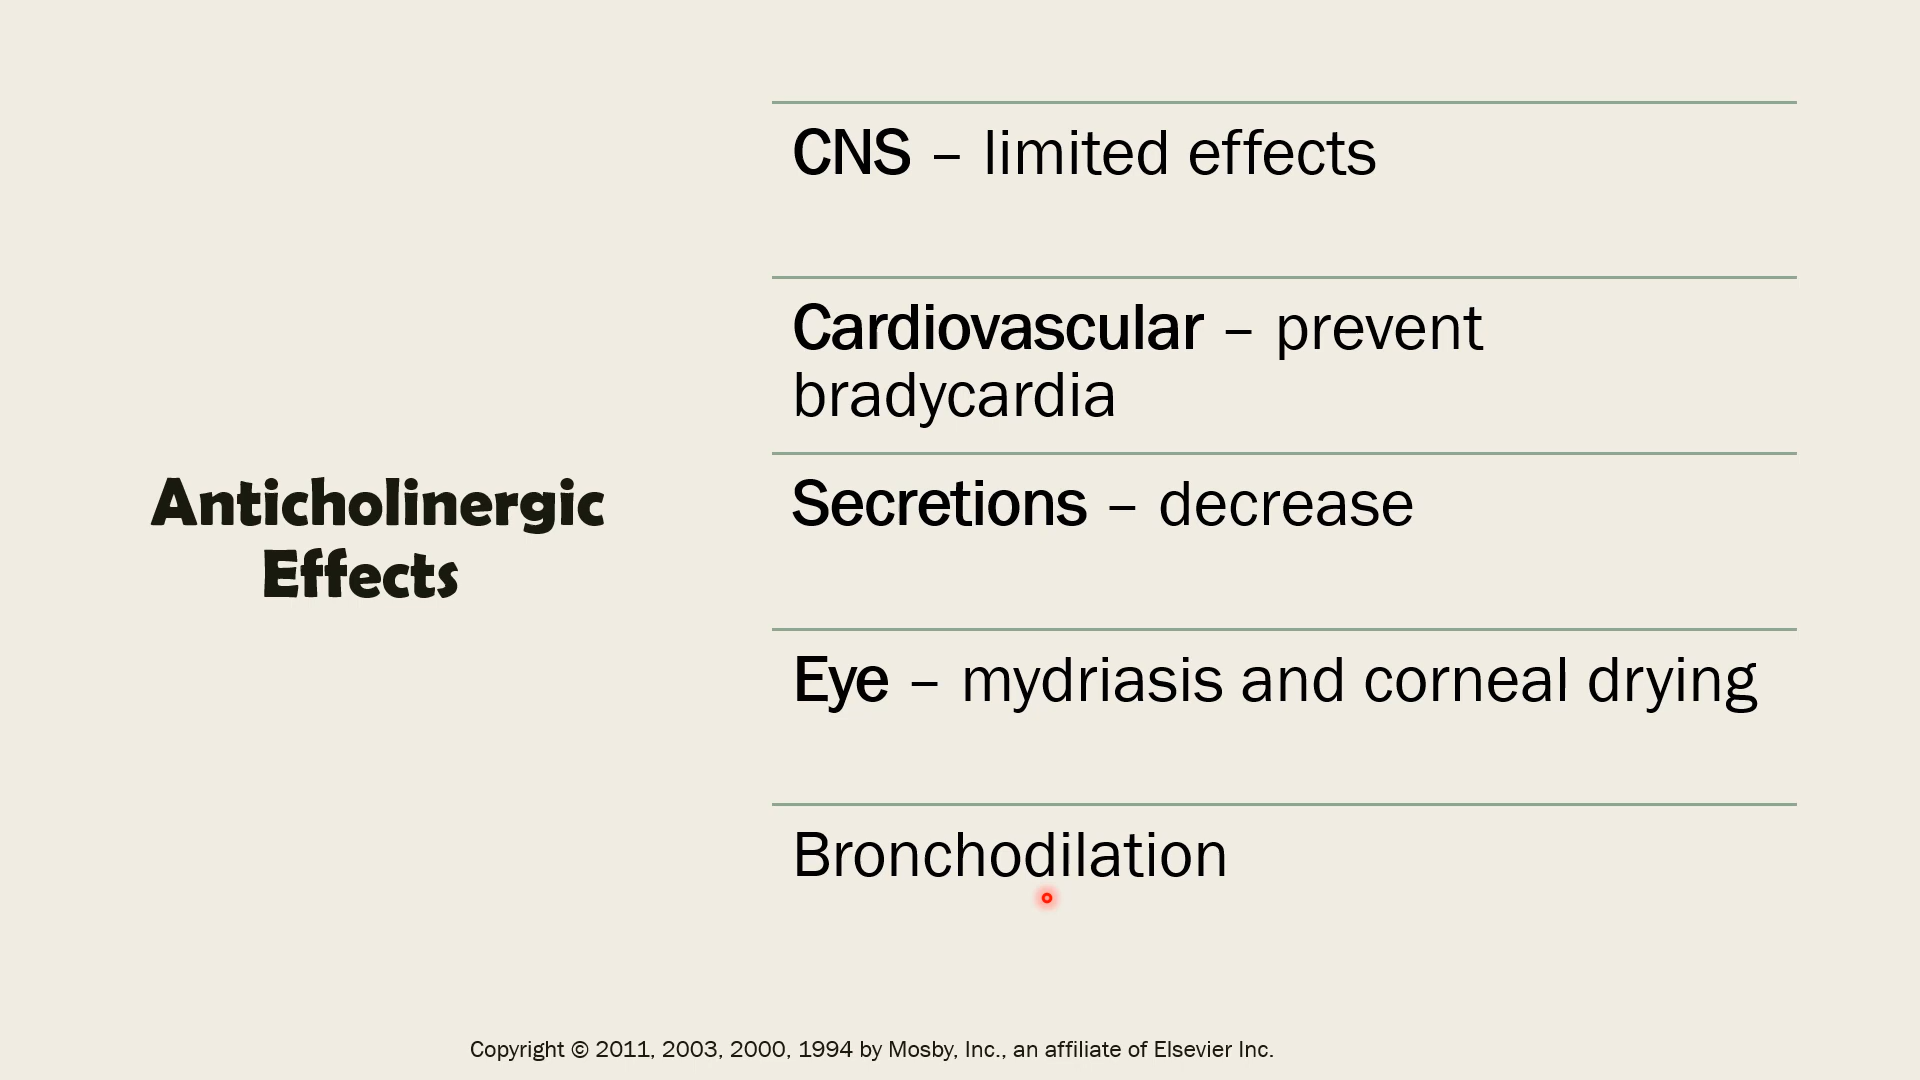 Anticholinergic
Effects
CNS – limited effects
Cardiovascular – prevent
bradycardia
Secretions – decrease
Eye – mydriasis and corneal drying
Bronchodilation
Copyright © 2011, 2003, 2000, 1994 by Mosby, Inc., an affiliate of Elsevier Inc.